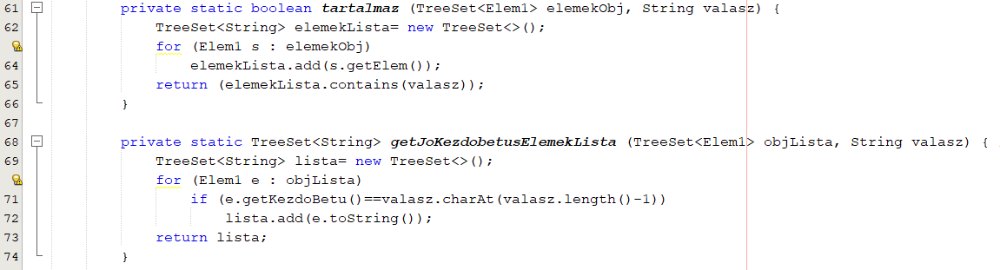 61 private static boolean tartalmaz (TreeSet<Elem1> elemekObj, String valasz) {
62 TreeSet<String> elemekLista= new TreeSet<>();
for (Elem1 s : elemekObj)
64 elemekLista.add(s.getElem());
65 return (elemekLista.contains(valasz));
66 }
67
68 private static TreeSet<String> getJoKezdobetusElemekLista (TreeSet<Elem1> objLista, String valasz) {
69 TreeSet<String> lista= new TreeSet<>();
for (Elem1 e : objLista)
71 if (e.getKezdoBetu()==valasz.charAt(valasz.length()-1))
72 lista.add(e.toString());
73 return lista;
74 }